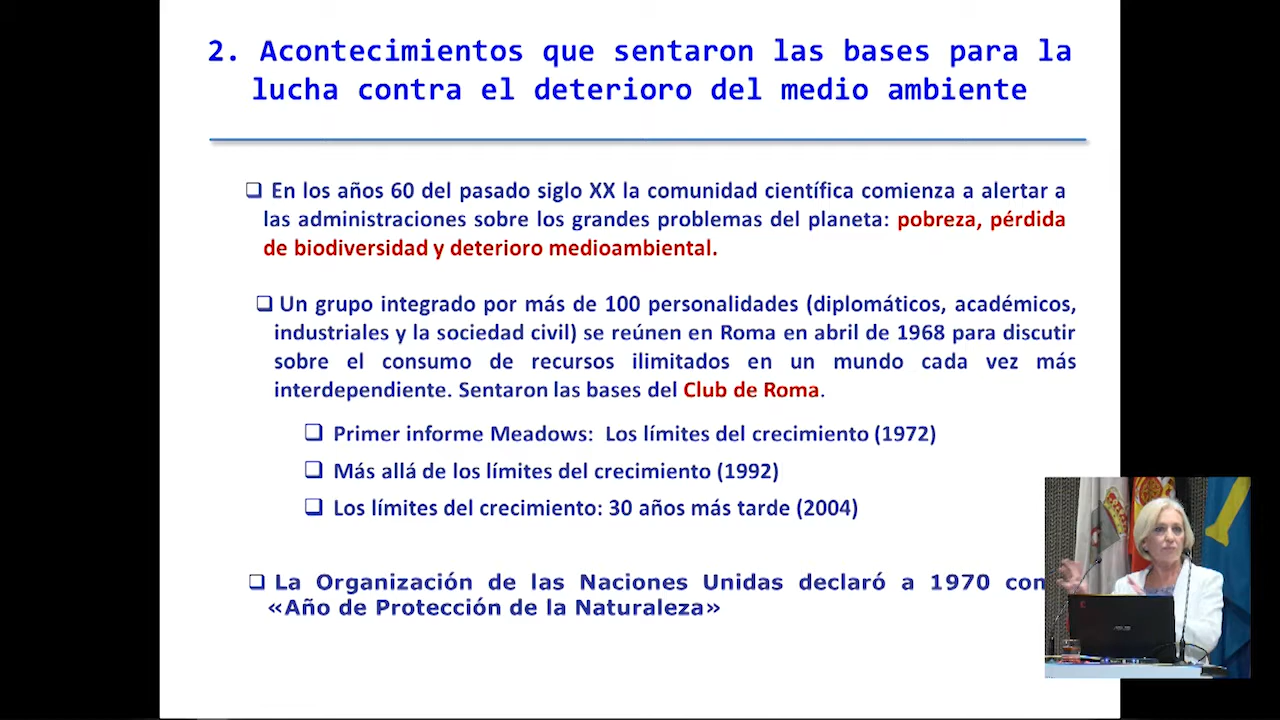 2. Acontecimientos que sentaron las bases para la
lucha contra el deterioro del medio ambiente
❑ En los años 60 del pasado siglo XX la comunidad científica comienza a alertar a
las administraciones sobre los grandes problemas del planeta: pobreza, pérdida
de biodiversidad y deterioro medioambiental.
❑ Un grupo integrado por más de 100 personalidades (diplomáticos, académicos,
industriales y la sociedad civil) se reúnen en Roma en abril de 1968 para discutir
sobre el consumo de recursos ilimitados en un mundo cada vez más
interdependiente. Sentaron las bases del Club de Roma.
❑ Primer informe Meadows: Los límites del crecimiento (1972)
❑ Más allá de los límites del crecimiento (1992)
❑ Los límites del crecimiento: 30 años más tarde (2004)
❑ La Organización de las Naciones Unidas declaró a 1970 com
«Año de Protección de la Naturaleza»
ASUS